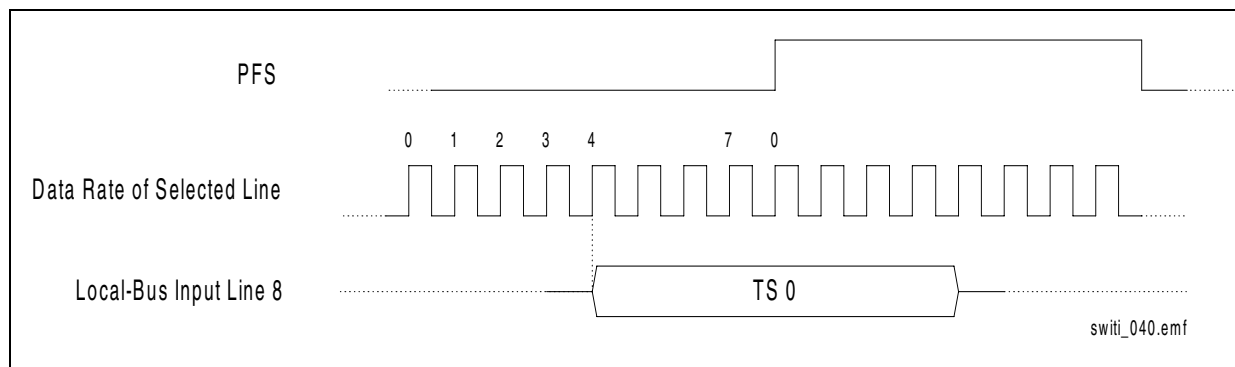 PFS
0 1 2 3 4 7 0
Data Rate of Selected Line
Local-Bus Input Line 8
TS 0
switi_040.emf